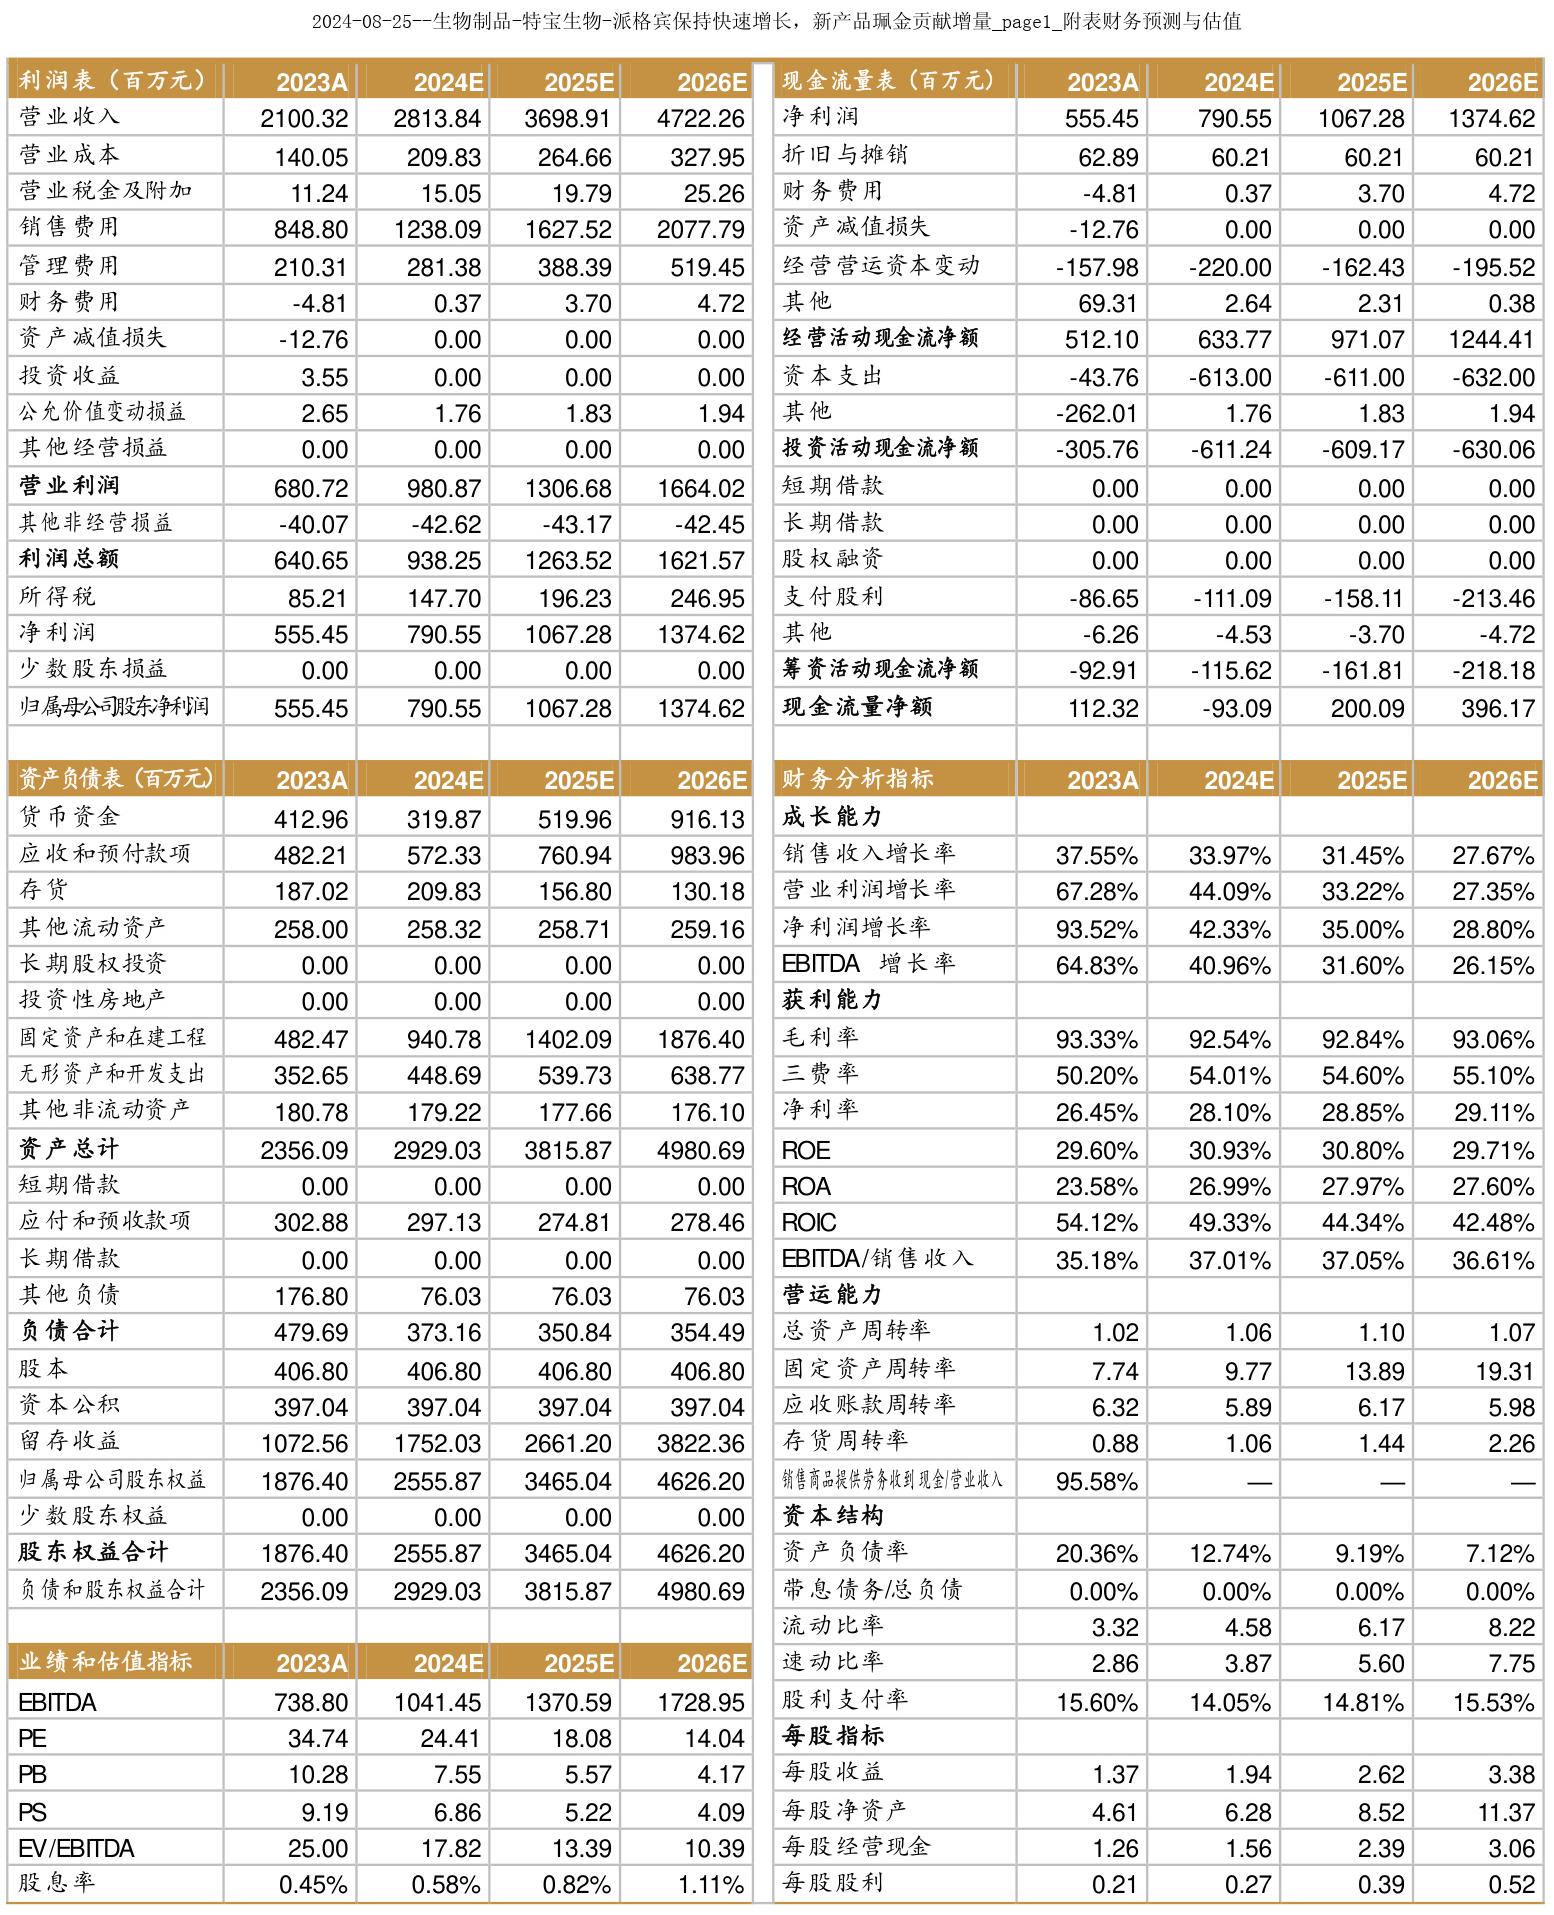 2024-08-25--生物制品-特宝生物-派格宾保持快速增长，新产品珮金贡献增量_page1_附表财务预测与估值
利润表（百万元） 2023A 2024E 2025E 2026E
营业收入 2100.32 2813.84 3698.91 4722.26
营业成本 140.05 209.83 264.66 327.95
营业税金及附加 11.24 15.05 19.79 25.26
销售费用 848.80 1238.09 1627.52 2077.79
管理费用 210.31 281.38 388.39 519.45
财务费用 -4.81 0.37 3.70 4.72
资产减值损失 -12.76 0.00 0.00 0.00
投资收益 3.55 0.00 0.00 0.00
公允价值变动损益 2.65 1.76 1.83 1.94
其他经营损益 0.00 0.00 0.00 0.00
营业利润 680.72 980.87 1306.68 1664.02
其他非经营损益 -40.07 -42.62 -43.17 -42.45
利润总额 640.65 938.25 1263.52 1621.57
所得税 85.21 147.70 196.23 246.95
净利润 555.45 790.55 1067.28 1374.62
少数股东损益 0.00 0.00 0.00 0.00
归属母公司股东净利润 555.45 790.55 1067.28 1374.62
资产负债表（百万元） 2023A 2024E 2025E 2026E
货币资金 412.96 319.87 519.96 916.13
应收和预付款项 482.21 572.33 760.94 983.96
存货 187.02 209.83 156.80 130.18
其他流动资产 258.00 258.32 258.71 259.16
长期股权投资 0.00 0.00 0.00 0.00
投资性房地产 0.00 0.00 0.00 0.00
固定资产和在建工程 482.47 940.78 1402.09 1876.40
无形资产和开发支出 352.65 448.69 539.73 638.77
其他非流动资产 180.78 179.22 177.66 176.10
资产总计 2356.09 2929.03 3815.87 4980.69
短期借款 0.00 0.00 0.00 0.00
应付和预收款项 302.88 297.13 274.81 278.46
长期借款 0.00 0.00 0.00 0.00
其他负债 176.80 76.03 76.03 76.03
负债合计 479.69 373.16 350.84 354.49
股本 406.80 406.80 406.80 406.80
资本公积 397.04 397.04 397.04 397.04
留存收益 1072.56 1752.03 2661.20 3822.36
归属母公司股东权益 1876.40 2555.87 3465.04 4626.20
少数股东权益 0.00 0.00 0.00 0.00
股东权益合计 1876.40 2555.87 3465.04 4626.20
负债和股东权益合计 2356.09 2929.03 3815.87 4980.69
业绩和估值指标 2023A 2024E 2025E 2026E
EBITDA 738.80 1041.45 1370.59 1728.95
PE 34.74 24.41 18.08 14.04
PB 10.28 7.55 5.57 4.17
PS 9.19 6.86 5.22 4.09
EV/EBITDA 25.00 17.82 13.39 10.39
股息率 0.45% 0.58% 0.82% 1.11%
现金流量表（百万元） 2023A 2024E 2025E 2026E
净利润 555.45 790.55 1067.28 1374.62
折旧与摊销 62.89 60.21 60.21 60.21
财务费用 -4.81 0.37 3.70 4.72
资产减值损失 -12.76 0.00 0.00 0.00
经营营运资本变动 -157.98 -220.00 -162.43 -195.52
其他 69.31 2.64 2.31 0.38
经营活动现金流净额 512.10 633.77 971.07 1244.41
资本支出 -43.76 -613.00 -611.00 -632.00
其他 -262.01 1.76 1.83 1.94
投资活动现金流净额 -305.76 -611.24 -609.17 -630.06
短期借款 0.00 0.00 0.00 0.00
长期借款 0.00 0.00 0.00 0.00
股权融资 0.00 0.00 0.00 0.00
支付股利 -86.65 -111.09 -158.11 -213.46
其他 -6.26 -4.53 -3.70 -4.72
筹资活动现金流净额 -92.91 -115.62 -161.81 -218.18
现金流量净额 112.32 -93.09 200.09 396.17
财务分析指标 2023A 2024E 2025E 2026E
成长能力
销售收入增长率 37.55% 33.97% 31.45% 27.67%
营业利润增长率 67.28% 44.09% 33.22% 27.35%
净利润增长率 93.52% 42.33% 35.00% 28.80%
EBITDA 增长率 64.83% 40.96% 31.60% 26.15%
获利能力
毛利率 93.33% 92.54% 92.84% 93.06%
三费率 50.20% 54.01% 54.60% 55.10%
净利率 26.45% 28.10% 28.85% 29.11%
ROE 29.60% 30.93% 30.80% 29.71%
ROA 23.58% 26.99% 27.97% 27.60%
ROIC 54.12% 49.33% 44.34% 42.48%
EBITDA/销售收入 35.18% 37.01% 37.05% 36.61%
营运能力
总资产周转率 1.02 1.06 1.10 1.07
固定资产周转率 7.74 9.77 13.89 19.31
应收账款周转率 6.32 5.89 6.17 5.98
存货周转率 0.88 1.06 1.44 2.26
销售商品提供劳务收到现金/营业收入 95.58% — — —
资本结构
资产负债率 20.36% 12.74% 9.19% 7.12%
带息债务/总负债 0.00% 0.00% 0.00% 0.00%
流动比率 3.32 4.58 6.17 8.22
速动比率 2.86 3.87 5.60 7.75
股利支付率 15.60% 14.05% 14.81% 15.53%
每股指标
每股收益 1.37 1.94 2.62 3.38
每股净资产 4.61 6.28 8.52 11.37
每股经营现金 1.26 1.56 2.39 3.06
每股股利 0.21 0.27 0.39 0.52